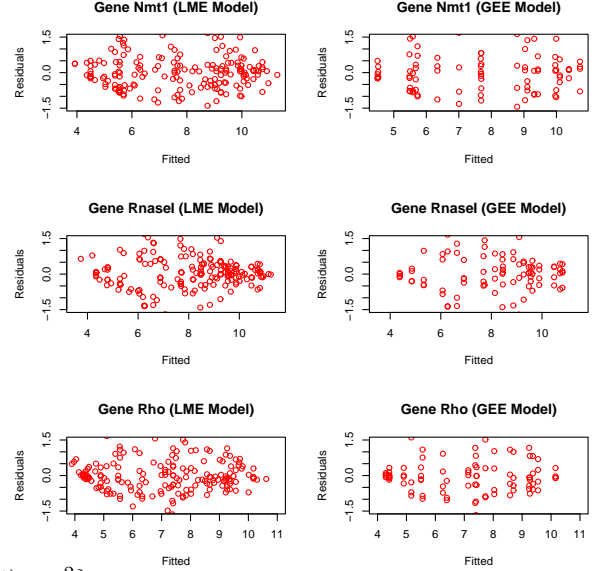 Gene Nmt1 (LME Model)
Gene Nmt1 (GEE Model)
Residuals
−1.5 0.0 1.5
4 6 8 10
Fitted
Residuals
−1.5 0.0 1.5
5 6 7 8 9 10
Fitted
Gene Rnasel (LME Model)
Gene Rnasel (GEE Model)
Residuals
−1.5 0.0 1.5
4 6 8 10
Fitted
Residuals
−1.5 0.0 1.5
4 6 8 10
Fitted
Gene Rho (LME Model)
Gene Rho (GEE Model)
Residuals
−1.5 0.0 1.5
4 5 6 7 8 9 10 11
Fitted
Residuals
−1.5 0.0 1.5
4 5 6 7 8 9 10 11
Fitted